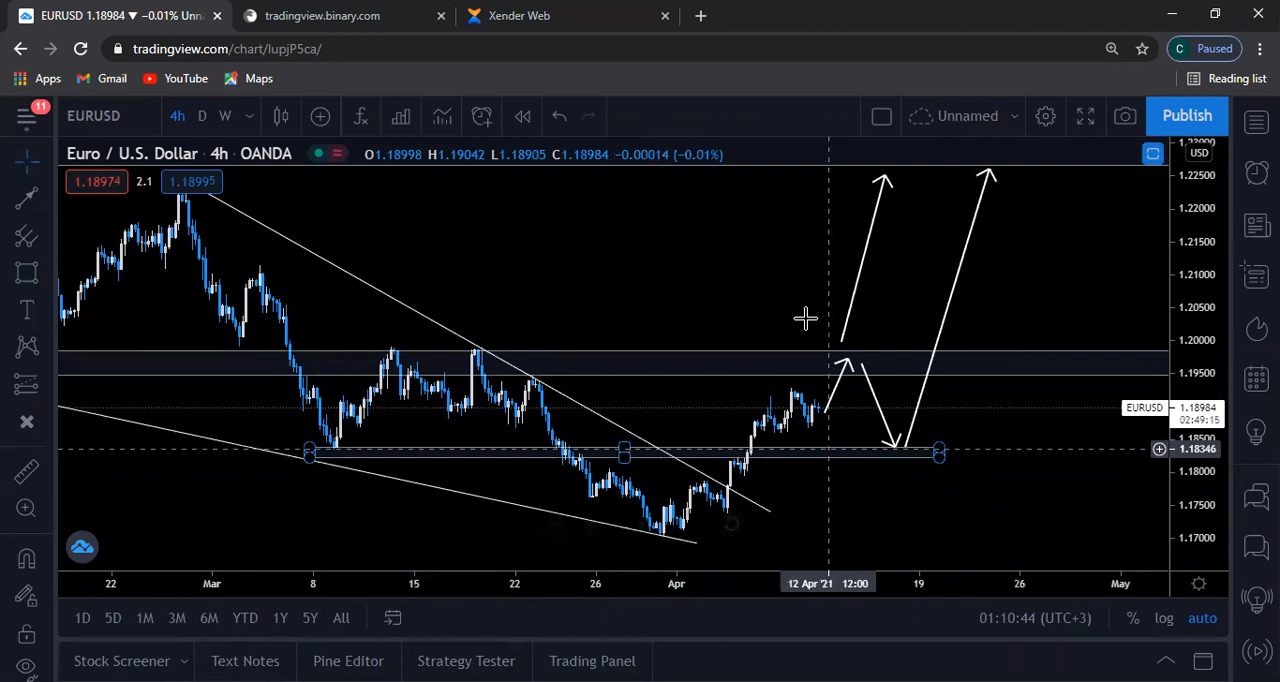 EURUSD 1.18984 ▼ −0.01% Unna
tradingview.binary.com
Xender Web
tradingview.com/chart/IupjP5ca/
C Paused
Apps Gmail YouTube Maps Reading list
11 EURUSD 4h D W Unnamed Publish
Euro / U.S. Dollar · 4h · OANDA O1.18998 H1.19042 L1.18905 C1.18984 −0.00014 (−0.01%)
USD
1.18974 2.1 1.18995
1.22500
1.22000
1.21500
1.21000
1.20500
1.20000
1.19500
EURUSD 1.18984
02:49:15
1.18500
1.18346
1.18000
1.17500
1.17000
22 Mar 8 15 22 26 Apr 12 Apr '21 12:00 19 26 May
1D 5D 1M 3M 6M YTD 1Y 5Y All 01:10:44 (UTC+3) % log auto
Stock Screener Text Notes Pine Editor Strategy Tester Trading Panel